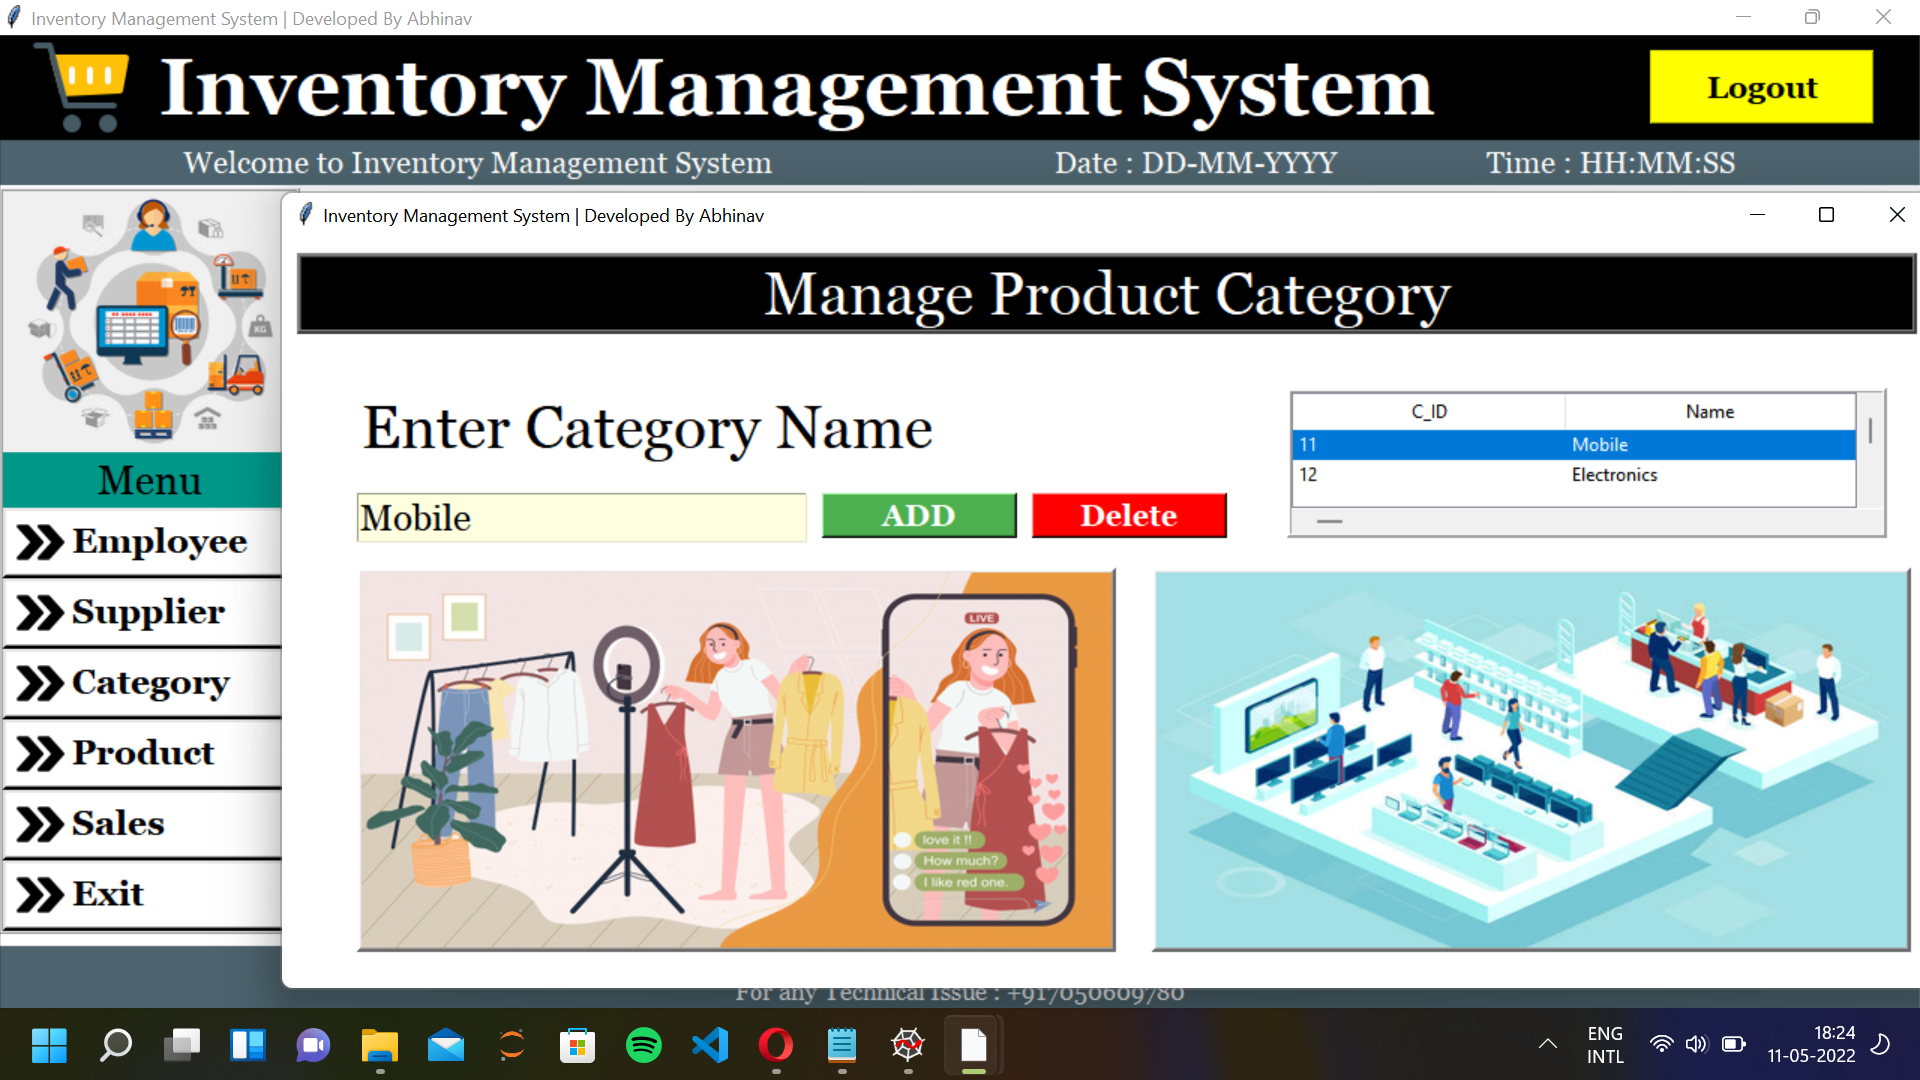 Inventory Management System | Developed By Abhinav
Inventory Management System
Logout
Welcome to Inventory Management System
Date : DD-MM-YYYY
Time : HH:MM:SS
Inventory Management System | Developed By Abhinav
Manage Product Category
Menu
Employee
Supplier
Category
Product
Sales
Exit
Enter Category Name
Mobile
ADD
Delete
C_ID Name
11 Mobile
12 Electronics
KG
LIVE
love it !!
How much?
I like red one.
For any Technical Issue : +917050609780
ENG
INTL
18:24
11-05-2022